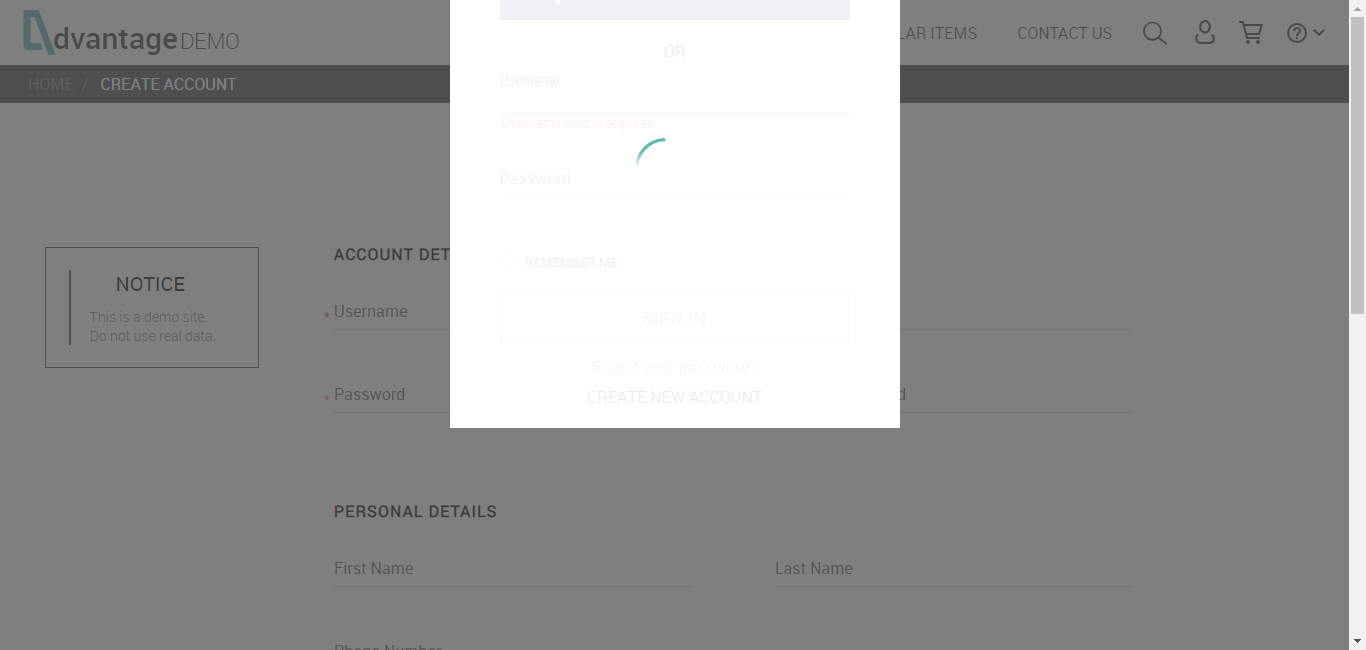 dvantage DEMO
LAR ITEMS
CONTACT US
HOME / CREATE ACCOUNT
OR
Username
Username field is required
Password
REMEMBER ME
SIGN IN
Forgot your password?
CREATE NEW ACCOUNT
NOTICE
This is a demo site.
Do not use real data.
ACCOUNT DET
* Username
* Password
d
PERSONAL DETAILS
First Name
Last Name
Phone Number